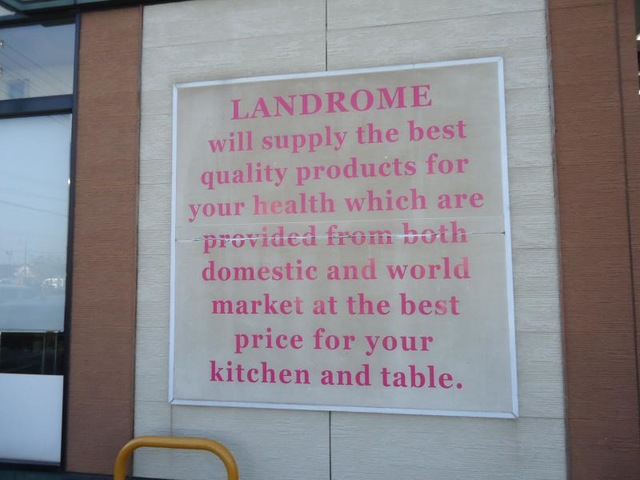 LANDROME
will supply the best
quality products for
your health which are
provided from both
domestic and world
market at the best
price for your
kitchen and table.